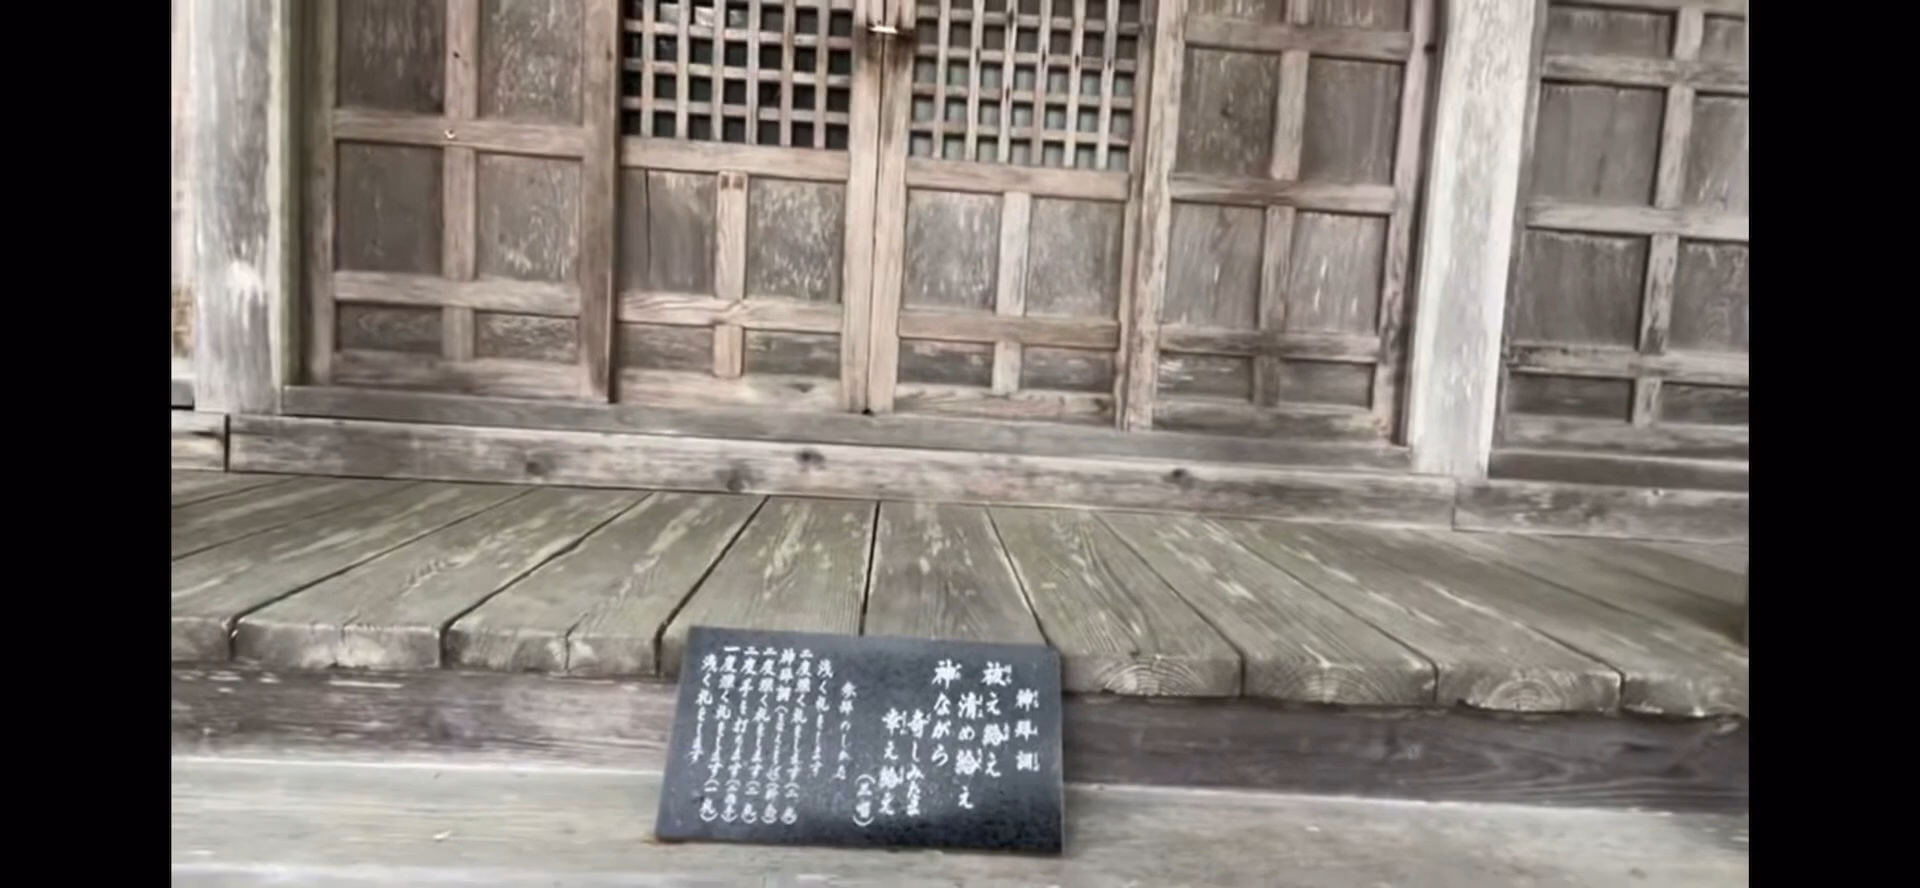 神拝詞
祓え給え
清め給え
神ながら
奇しみたま
幸え給え
(三唱)
参拝のしかた
浅く礼をします
二度深く礼をします(二礼)
神拝詞(となえことば)(三唱)
二度深く礼をします(二礼)
二度手を打ちます(二拍手)
一度深く礼をします(一礼)
浅く礼をします